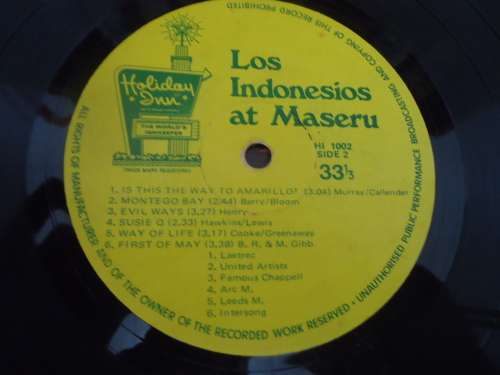 Holiday
Inn
THE WORLD'S
INNKEEPER
TRADE MARKS REGISTERED
Los
Indonesios
at Maseru
HI 1002
SIDE 2
33⅓
1. IS THIS THE WAY TO AMARILLO? (3,04) Murray/Callender
2. MONTEGO BAY (2,44) Barry/Bloom
3. EVIL WAYS (3,27) Henry
4. SUSIE Q (2,33) Hawkins/Lewis
5. WAY OF LIFE (3,17) Cooke/Greenaway
6. FIRST OF MAY (3,38) B. R. & M. Gibb
1. Laetrec
2. United Artists
3. Famous Chappell
4. Arc M.
5. Leeds M.
6. Intersong
ALL RIGHTS OF MANUFACTURER AND OF THE OWNER OF THE RECORDED WORK RESERVED • UNAUTHORISED PUBLIC PERFORMANCE BROADCASTING AND COPYING OF THIS RECORD PROHIBITED